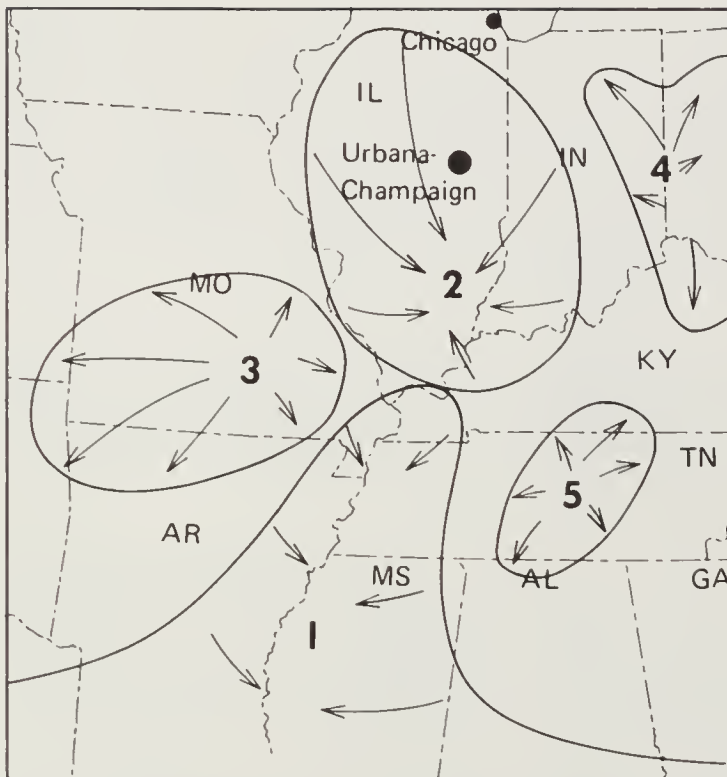 Chicago
IL
Urbana-
Champaign
IN
4
2
MO
3
KY
TN
5
AR
MS
AL
GA
1